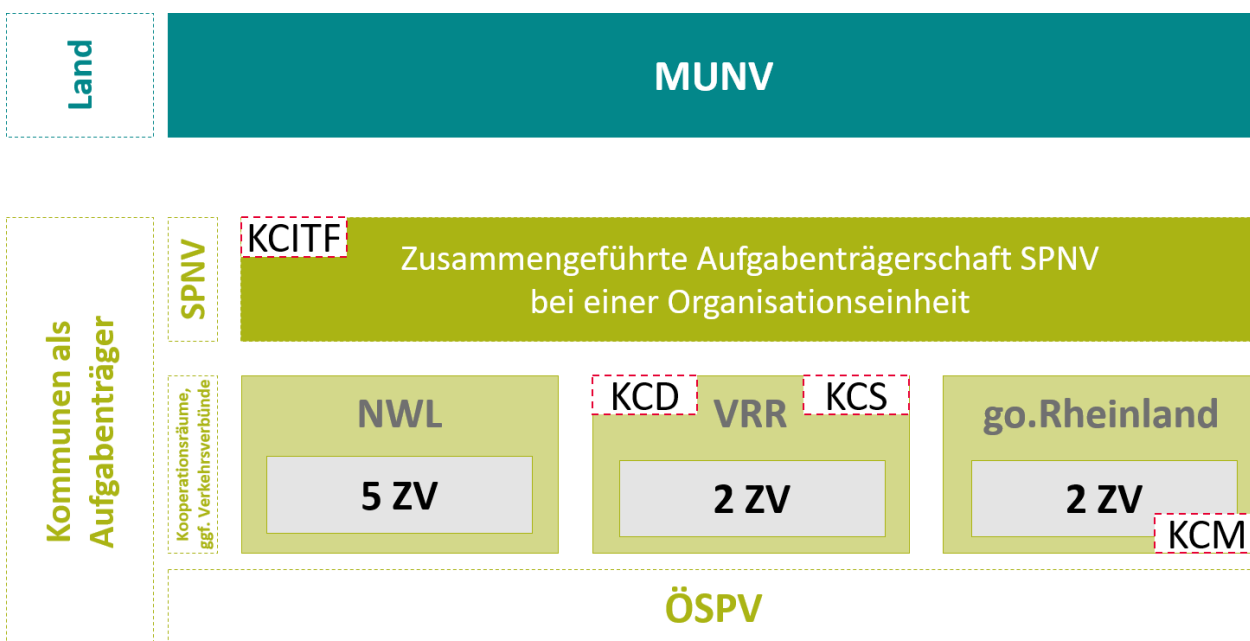 Land
MUNV
Kommunen als
Aufgabenträger
SPNV
KCITF
Zusammengeführte Aufgabenträgerschaft SPNV
bei einer Organisationseinheit
Kooperationsräume,
ggf. Verkehrsverbünde
NWL
5 ZV
KCD
VRR
KCS
2 ZV
go.Rheinland
2 ZV
KCM
ÖSPV